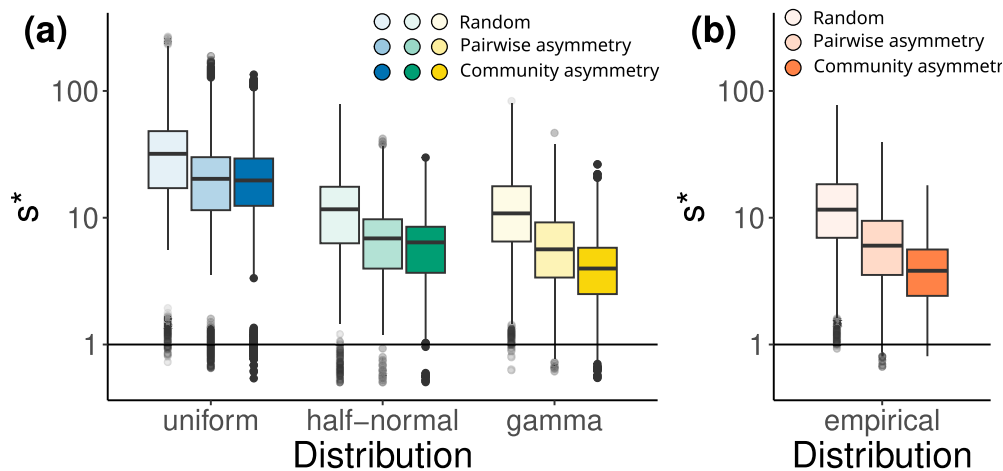 (a)
Random
Pairwise asymmetry
Community asymmetry
100
10
1
s*
uniform
half−normal
gamma
Distribution
(b)
Random
Pairwise asymmetry
Community asymmetr
100
10
1
s*
empirical
Distribution